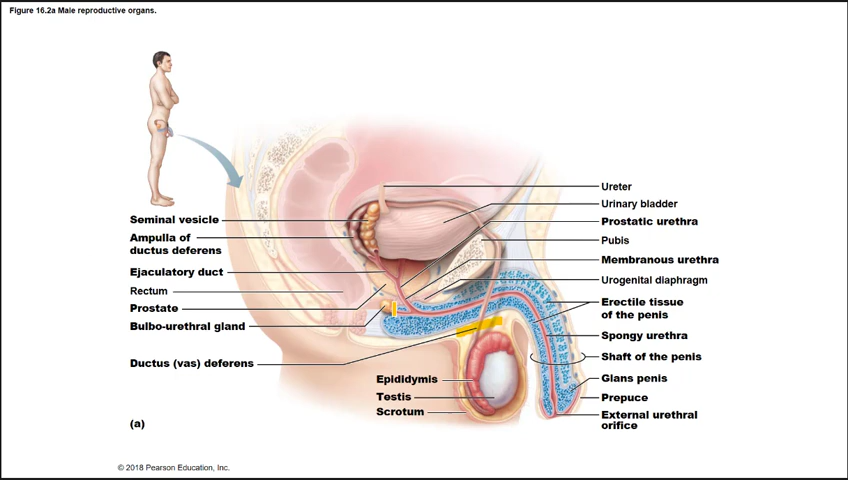 Figure 16.2a Male reproductive organs.
Seminal vesicle
Ampulla of
ductus deferens
Ejaculatory duct
Rectum
Prostate
Bulbo-urethral gland
Ductus (vas) deferens
Epididymis
Testis
Scrotum
Ureter
Urinary bladder
Prostatic urethra
Pubis
Membranous urethra
Urogenital diaphragm
Erectile tissue
of the penis
Spongy urethra
Shaft of the penis
Glans penis
Prepuce
External urethral
orifice
(a)
© 2018 Pearson Education, Inc.